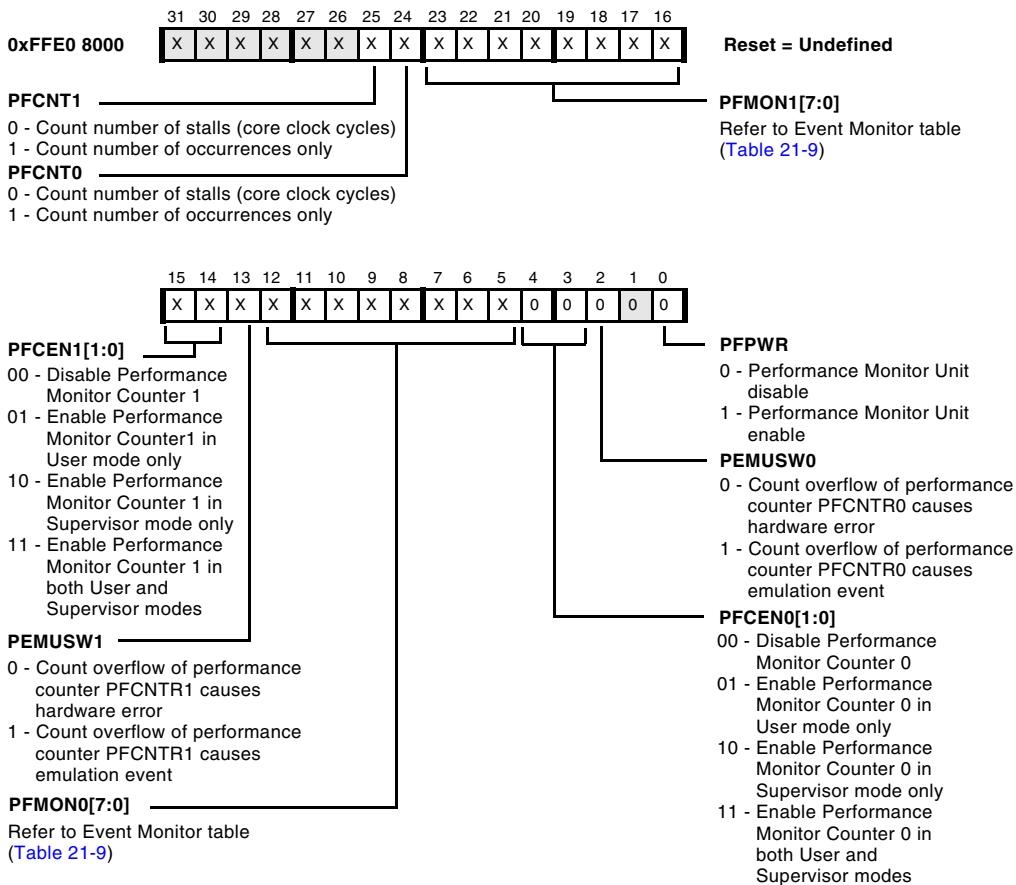 31 30 29 28 27 26 25 24 23 22 21 20 19 18 17 16
0xFFE0 8000 X X X X X X X X X X X X X X X X Reset = Undefined
PFCNT1
0 - Count number of stalls (core clock cycles)
1 - Count number of occurrences only
PFCNT0
0 - Count number of stalls (core clock cycles)
1 - Count number of occurrences only
PFMON1[7:0]
Refer to Event Monitor table
(Table 21-9)
15 14 13 12 11 10 9 8 7 6 5 4 3 2 1 0
X X X X X X X X X X X 0 0 0 0 0
PFCEN1[1:0]
00 - Disable Performance
Monitor Counter 1
01 - Enable Performance
Monitor Counter1 in
User mode only
10 - Enable Performance
Monitor Counter 1 in
Supervisor mode only
11 - Enable Performance
Monitor Counter 1 in
both User and
Supervisor modes
PEMUSW1
0 - Count overflow of performance
counter PFCNTR1 causes
hardware error
1 - Count overflow of performance
counter PFCNTR1 causes
emulation event
PFMON0[7:0]
Refer to Event Monitor table
(Table 21-9)
PFPWR
0 - Performance Monitor Unit
disable
1 - Performance Monitor Unit
enable
PEMUSW0
0 - Count overflow of performance
counter PFCNTR0 causes
hardware error
1 - Count overflow of performance
counter PFCNTR0 causes
emulation event
PFCEN0[1:0]
00 - Disable Performance
Monitor Counter 0
01 - Enable Performance
Monitor Counter 0 in
User mode only
10 - Enable Performance
Monitor Counter 0 in
Supervisor mode only
11 - Enable Performance
Monitor Counter 0 in
both User and
Supervisor modes